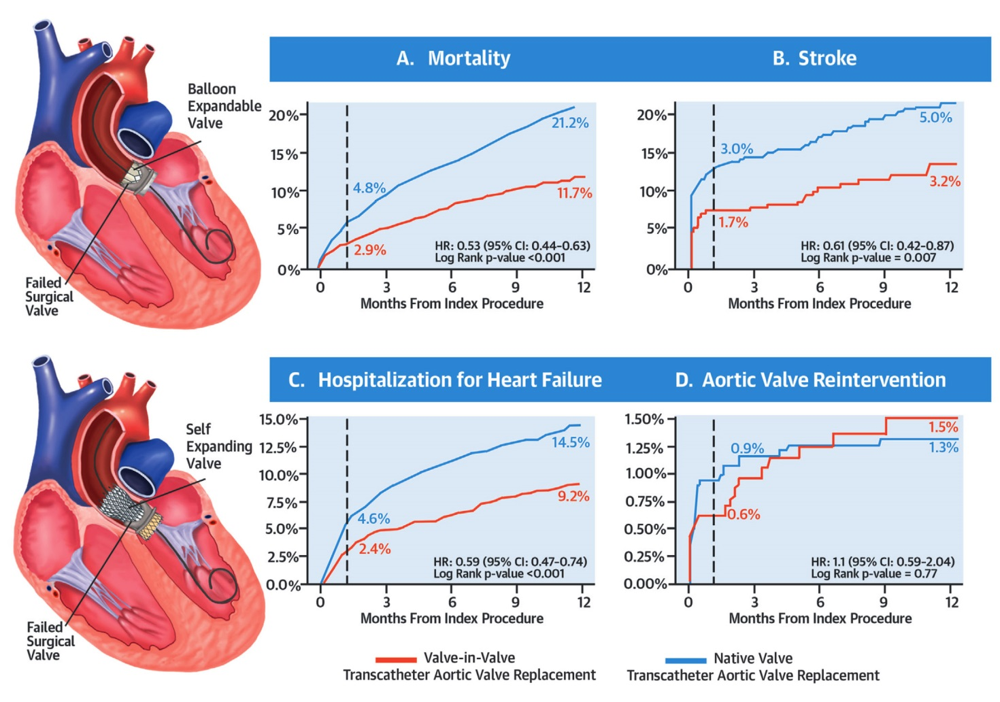 Balloon
Expandable
Valve
Failed
Surgical
Valve
A. Mortality
B. Stroke
20%
15%
10%
5%
0%
21.2%
4.8%
11.7%
2.9%
HR: 0.53 (95% CI: 0.44–0.63)
Log Rank p-value <0.001
0 3 6 9 12
Months From Index Procedure
20%
15%
10%
5%
0%
5.0%
3.0%
3.2%
1.7%
HR: 0.61 (95% CI: 0.42–0.87)
Log Rank p-value = 0.007
0 3 6 9 12
Months From Index Procedure
Self
Expanding
Valve
Failed
Surgical
Valve
C. Hospitalization for Heart Failure
D. Aortic Valve Reintervention
15.0%
12.5%
10.0%
7.5%
5.0%
2.5%
0.0%
14.5%
9.2%
4.6%
2.4%
HR: 0.59 (95% CI: 0.47–0.74)
Log Rank p-value <0.001
0 3 6 9 12
Months From Index Procedure
1.50%
1.25%
1.00%
0.75%
0.50%
0.25%
0.00%
1.5%
0.9%
1.3%
0.6%
HR: 1.1 (95% CI: 0.59–2.04)
Log Rank p-value = 0.77
0 3 6 9 12
Months From Index Procedure
Valve-in-Valve
Transcatheter Aortic Valve Replacement
Native Valve
Transcatheter Aortic Valve Replacement